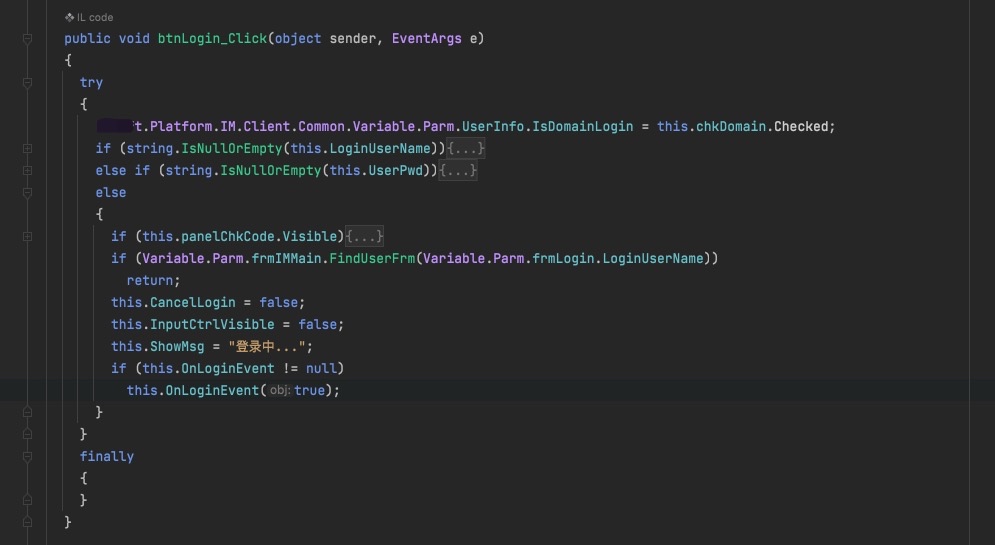 IL code
public void btnLogin_Click(object sender, EventArgs e)
{
try
{
t.Platform.IM.Client.Common.Variable.Parm.UserInfo.IsDomainLogin = this.chkDomain.Checked;
if (string.IsNullOrEmpty(this.LoginUserName)){...}
else if (string.IsNullOrEmpty(this.UserPwd)){...}
else
{
if (this.panelChkCode.Visible){...}
if (Variable.Parm.frmIMMain.FindUserFrm(Variable.Parm.frmLogin.LoginUserName))
return;
this.CancelLogin = false;
this.InputCtrlVisible = false;
this.ShowMsg = "登录中...";
if (this.OnLoginEvent != null)
this.OnLoginEvent( obj: true);
}
}
finally
{
}
}